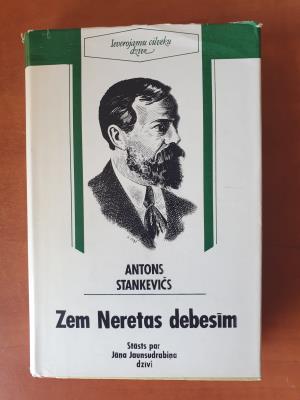 Ievērojamu cilvēku
dzīve
ANTONS
STANKEVIČS
Zem Neretas debesīm
Stāsts par
Jāņa Jaunsudrabiņa
dzīvi